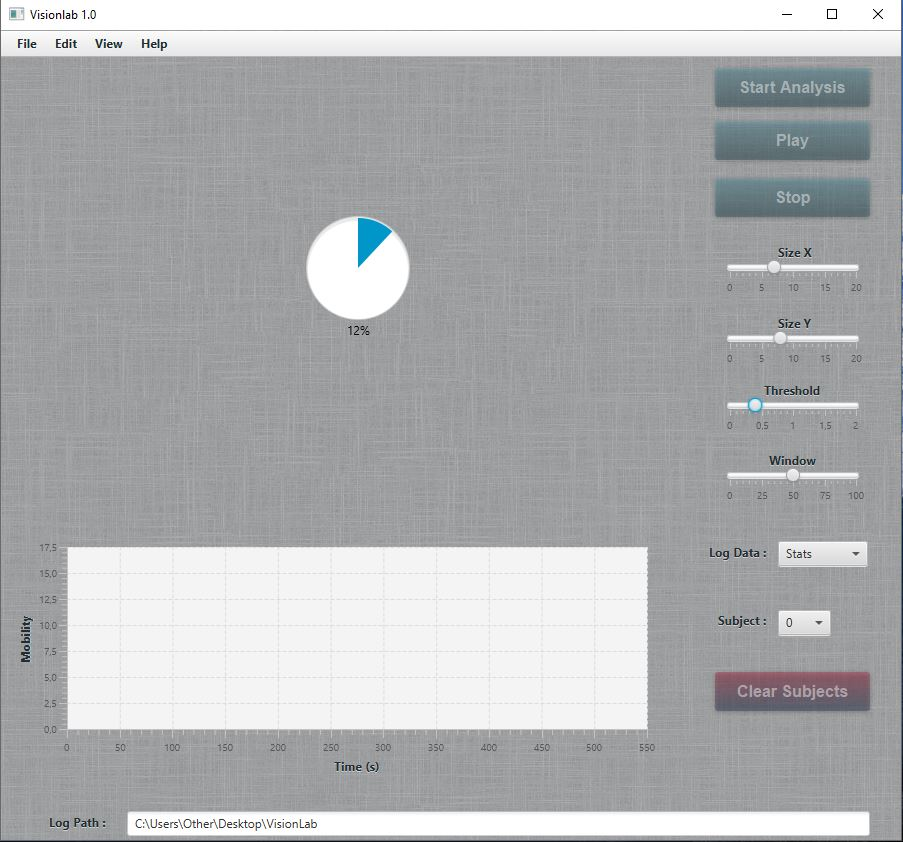 Visionlab 1.0
File Edit View Help
Start Analysis
Play
Stop
Size X
0 5 10 15 20
12%
Size Y
0 5 10 15 20
Threshold
0 0,5 1 1,5 2
Window
0 25 50 75 100
Log Data : Stats
Subject : 0
Clear Subjects
Mobility
17,5
15,0
12,5
10,0
7,5
5,0
2,5
0,0
0 50 100 150 200 250 300 350 400 450 500 550
Time (s)
Log Path : C:\Users\Other\Desktop\VisionLab